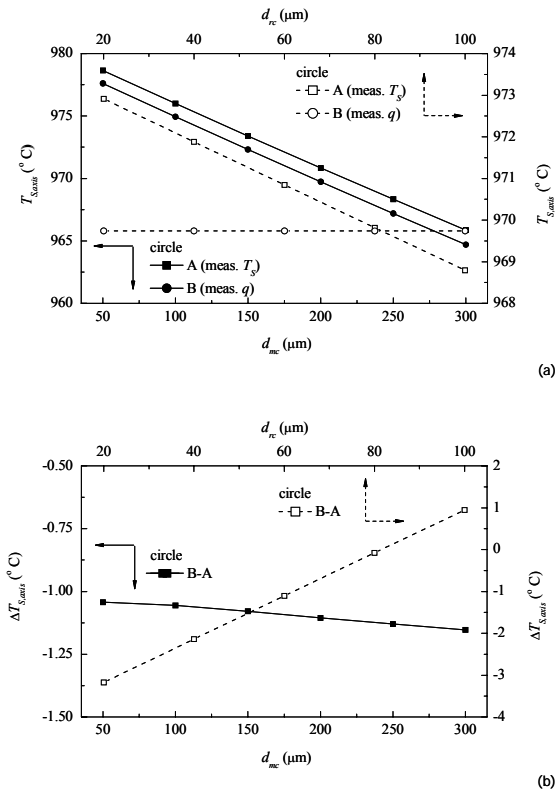 d_rc (μm)
20 40 60 80 100
980 974
circle
A (meas. T_S)
B (meas. q)
975 973
972
970 971
970
965 969
circle
A (meas. T_S)
B (meas. q)
960 968
T_S,axis (°C)
T_S,axis (°C)
50 100 150 200 250 300
d_mc (μm)
(a)
d_rc (μm)
20 40 60 80 100
-0.50 2
circle
B-A
1
-0.75
0
circle
B-A
-1.00 -1
-2
-1.25
-3
-1.50 -4
ΔT_S,axis (°C)
ΔT_S,axis (°C)
50 100 150 200 250 300
d_mc (μm)
(b)